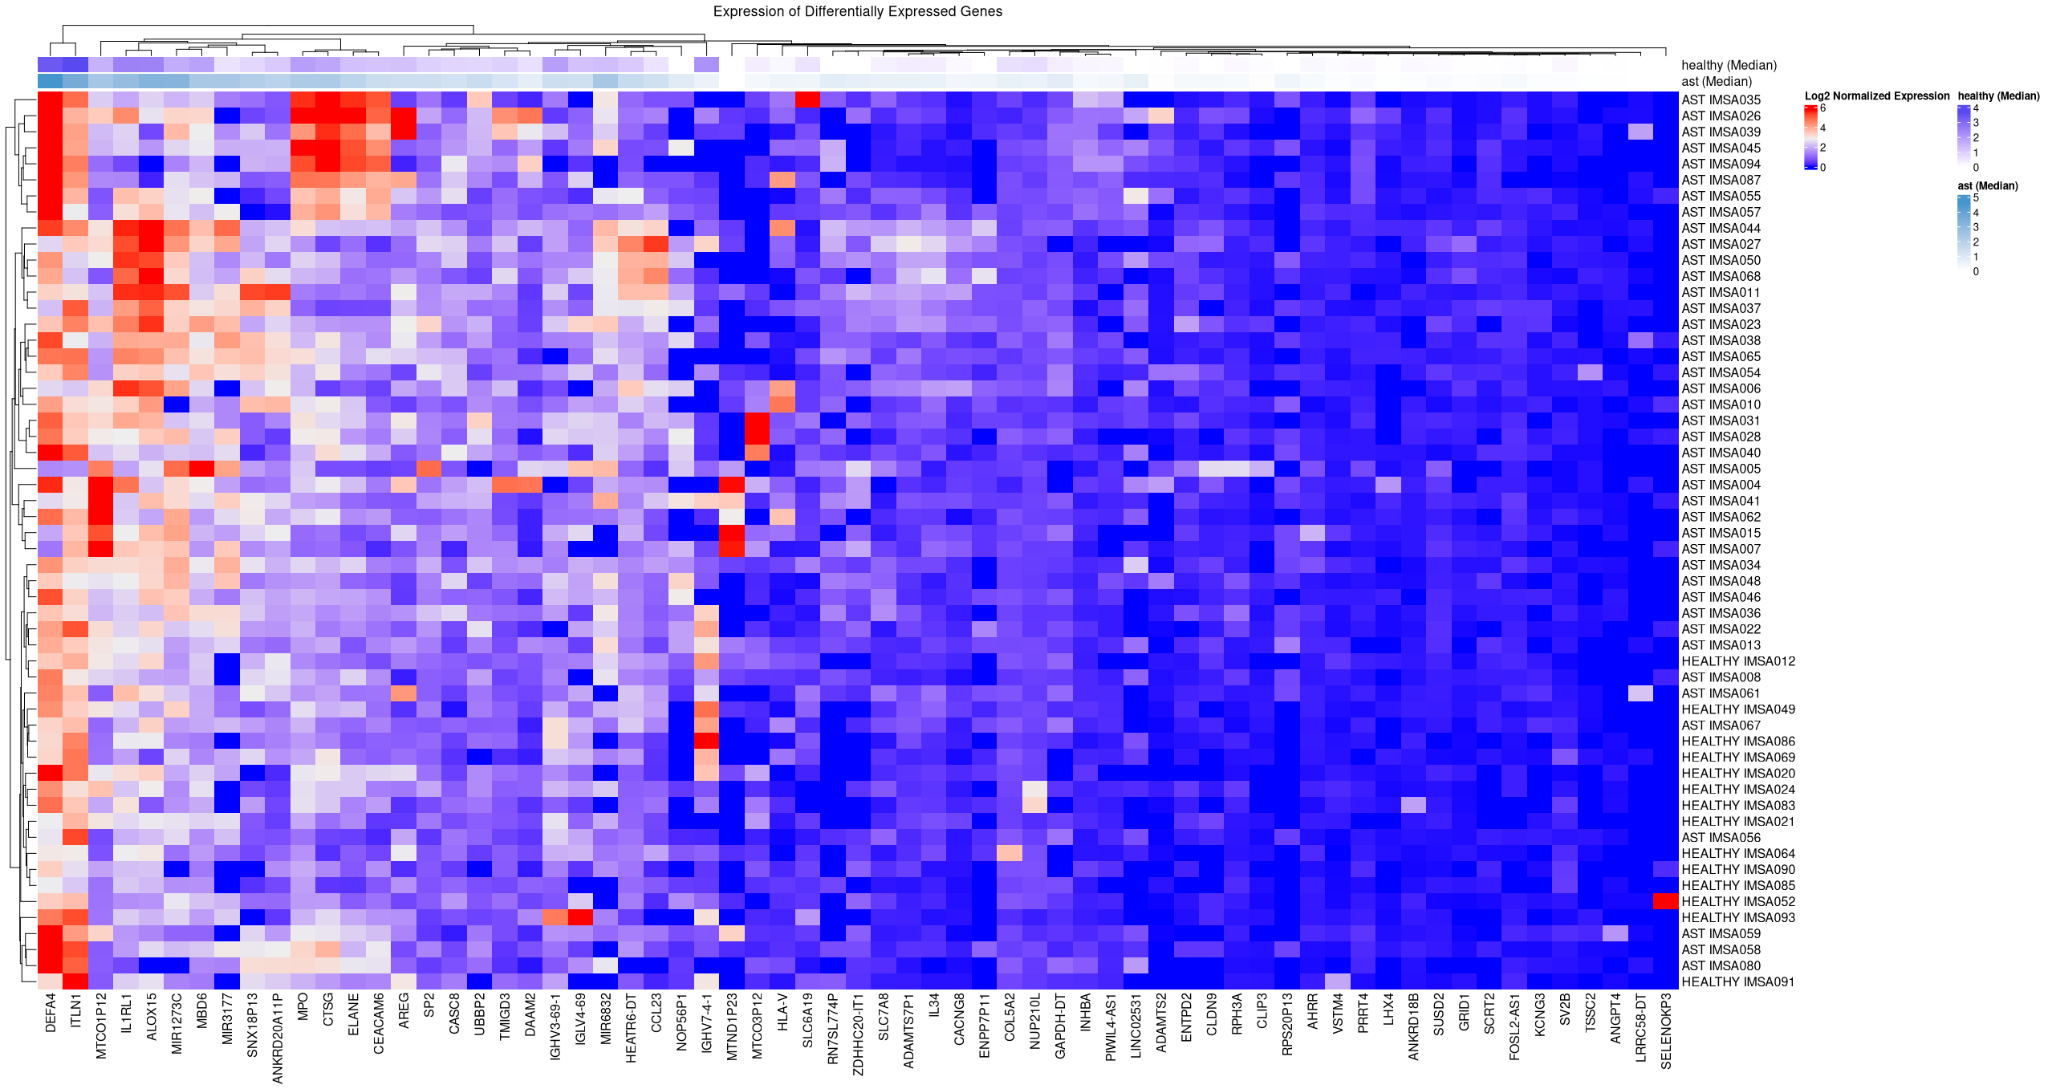 Expression of Differentially Expressed Genes
healthy (Median)
ast (Median)
AST IMSA035
AST IMSA026
AST IMSA039
AST IMSA045
AST IMSA094
AST IMSA087
AST IMSA055
AST IMSA057
AST IMSA044
AST IMSA027
AST IMSA050
AST IMSA068
AST IMSA011
AST IMSA037
AST IMSA023
AST IMSA038
AST IMSA065
AST IMSA054
AST IMSA006
AST IMSA010
AST IMSA031
AST IMSA028
AST IMSA040
AST IMSA005
AST IMSA004
AST IMSA041
AST IMSA062
AST IMSA015
AST IMSA007
AST IMSA034
AST IMSA048
AST IMSA046
AST IMSA036
AST IMSA022
AST IMSA013
HEALTHY IMSA012
AST IMSA008
AST IMSA061
HEALTHY IMSA049
AST IMSA067
HEALTHY IMSA086
HEALTHY IMSA069
HEALTHY IMSA020
HEALTHY IMSA024
HEALTHY IMSA083
HEALTHY IMSA021
AST IMSA056
HEALTHY IMSA064
HEALTHY IMSA090
HEALTHY IMSA085
HEALTHY IMSA052
HEALTHY IMSA093
AST IMSA059
AST IMSA058
AST IMSA080
HEALTHY IMSA091
DEFA4
ITLN1
MTCO1P12
IL1RL1
ALOX15
MIR1273C
MBD6
MIR3177
SNX18P13
ANKRD20A11P
MPO
CTSG
ELANE
CEACAM6
AREG
SP2
CASC8
UBBP2
TMIGD3
DAAM2
IGHV3-69-1
IGLV4-69
MIR6832
HEATR6-DT
CCL23
NOP56P1
IGHV7-4-1
MTND1P23
MTCO3P12
HLA-V
SLC6A19
RN7SL774P
ZDHHC20-IT1
SLC7A8
ADAMTS7P1
IL34
CACNG8
ENPP7P11
COL5A2
NUP210L
GAPDH-DT
INHBA
PIWIL4-AS1
LINC02531
ADAMTS2
ENTPD2
CLDN9
RPH3A
CLIP3
RPS20P13
AHRR
VSTM4
PRRT4
LHX4
ANKRD18B
SUSD2
GRID1
SCRT2
FOSL2-AS1
KCNG3
SV2B
TSSC2
ANGPT4
LRRC58-DT
SELENOKP3
Log2 Normalized Expression
6
4
2
0
healthy (Median)
4
3
2
1
0
ast (Median)
5
4
3
2
1
0